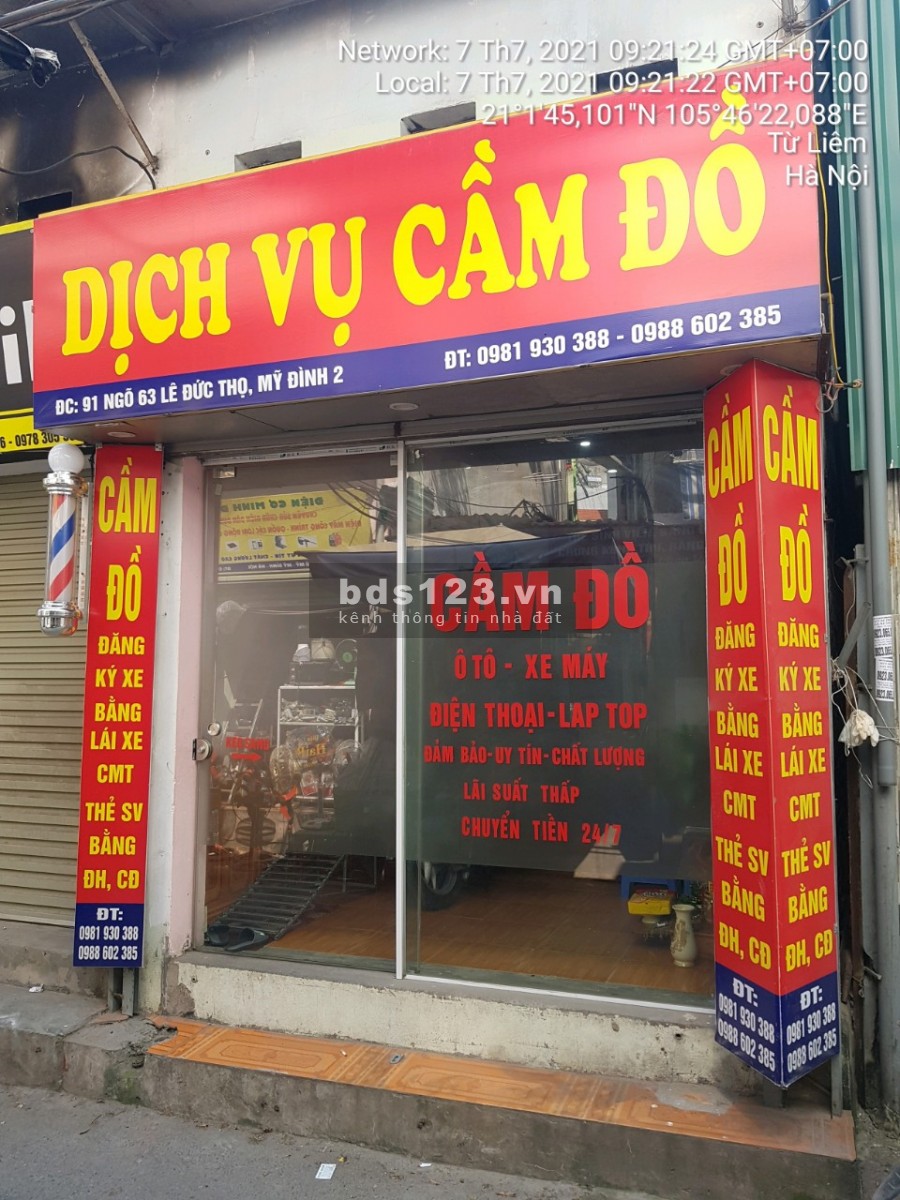 Network: 7 Th7, 2021 09:21:24 GMT+07:00
Local: 7 Th7, 2021 09:21:22 GMT+07:00
21°1'45,101"N 105°46'22,088"E
Từ Liêm
Hà Nội
DỊCH VỤ CẦM ĐỒ
ĐC: 91 NGÕ 63 LÊ ĐỨC THỌ, MỸ ĐÌNH 2
ĐT: 0981 930 388 - 0988 602 385
CẦM
ĐỒ
ĐĂNG
KÝ XE
BẰNG
LÁI XE
CMT
THẺ SV
BẰNG
ĐH, CĐ
ĐT:
0981 930 388
0988 602 385
ĐIỆN CƠ MINH
bds123.vn
kênh thông tin nhà đất
CẦM ĐỒ
Ô TÔ - XE MÁY
ĐIỆN THOẠI - LAP TOP
ĐẢM BẢO - UY TÍN - CHẤT LƯỢNG
LÃI SUẤT THẤP
CHUYỂN TIỀN 24/7
CẦM
ĐỒ
ĐĂNG
KÝ XE
BẰNG
LÁI XE
CMT
THẺ SV
BẰNG
ĐH, CĐ
ĐT:
0981 930 388
0988 602 385
CẦM
ĐỒ
ĐĂNG
KÝ XE
BẰNG
LÁI XE
CMT
THẺ SV
BẰNG
ĐH, CĐ
ĐT:
0981 930 388
0988 602 385